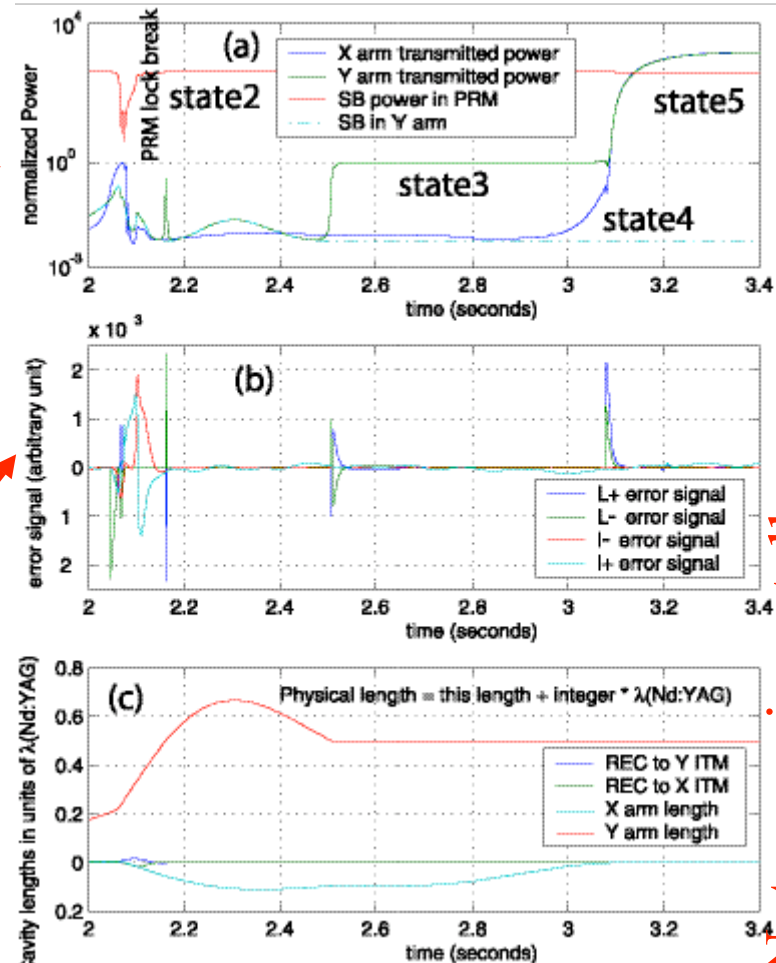 10^4
(a)
PRM lock break
state2
X arm transmitted power
Y arm transmitted power
SB power in PRM
SB in Y arm
state5
normalized Power
10^0
state3
state4
10^-3
2 2.2 2.4 2.6 2.8 3 3.2 3.4
time (seconds)
x 10^3
(b)
error signal (arbitrary unit)
2
1
0
1
2
L+ error signal
L- error signal
l- error signal
l+ error signal
2 2.2 2.4 2.6 2.8 3 3.2 3.4
time (seconds)
0.8
(c)
Physical length = this length + integer * λ(Nd:YAG)
cavity lengths in units of λ(Nd:YAG)
0.6
0.4
0.2
0
0.2
REC to Y ITM
REC to X ITM
X arm length
Y arm length
2 2.2 2.4 2.6 2.8 3 3.2 3.4
time (seconds)